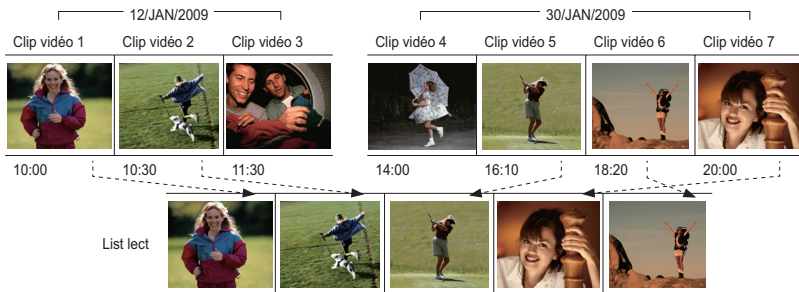 12/JAN/2009 30/JAN/2009
Clip vidéo 1 Clip vidéo 2 Clip vidéo 3 Clip vidéo 4 Clip vidéo 5 Clip vidéo 6 Clip vidéo 7
10:00 10:30 11:30 14:00 16:10 18:20 20:00
List lect